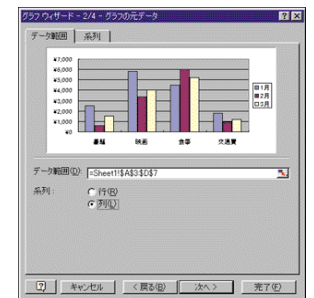 グラフ ウィザード - 2/4 - グラフの元データ
データ範囲 系列
¥7,000
¥6,000
¥5,000
¥4,000
¥3,000
¥2,000
¥1,000
¥0
書籍 映画 食事 交通費
1月
2月
3月
データ範囲(D): =Sheet1!$A$3:$D$7
系列: 行(R)
列(L)
キャンセル < 戻る(B) 次へ > 完了(F)